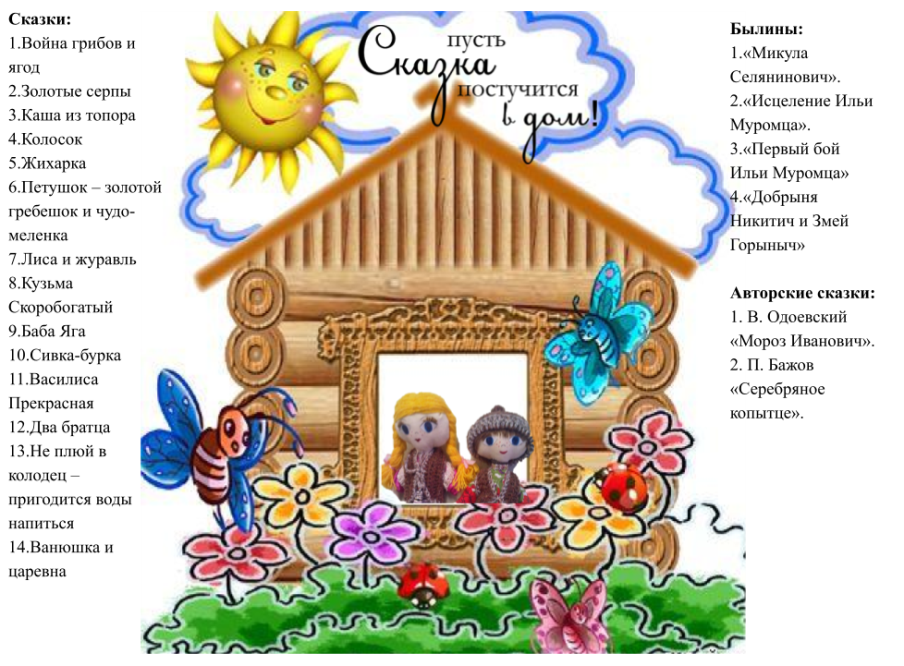 Сказки:
1.Война грибов и
ягод
2.Золотые серпы
3.Каша из топора
4.Колосок
5.Жихарка
6.Петушок – золотой
гребешок и чудо-
меленка
7.Лиса и журавль
8.Кузьма
Скоробогатый
9.Баба Яга
10.Сивка-бурка
11.Василиса
Прекрасная
12.Два братца
13.Не плюй в
колодец –
пригодится воды
напиться
14.Ванюшка и
царевна
пусть
Сказка
постучится
в дом!
Былины:
1.«Микула
Селянинович».
2.«Исцеление Ильи
Муромца».
3.«Первый бой
Ильи Муромца»
4.«Добрыня
Никитич и Змей
Горыныч»
Авторские сказки:
1. В. Одоевский
«Мороз Иванович».
2. П. Бажов
«Серебряное
копытце».